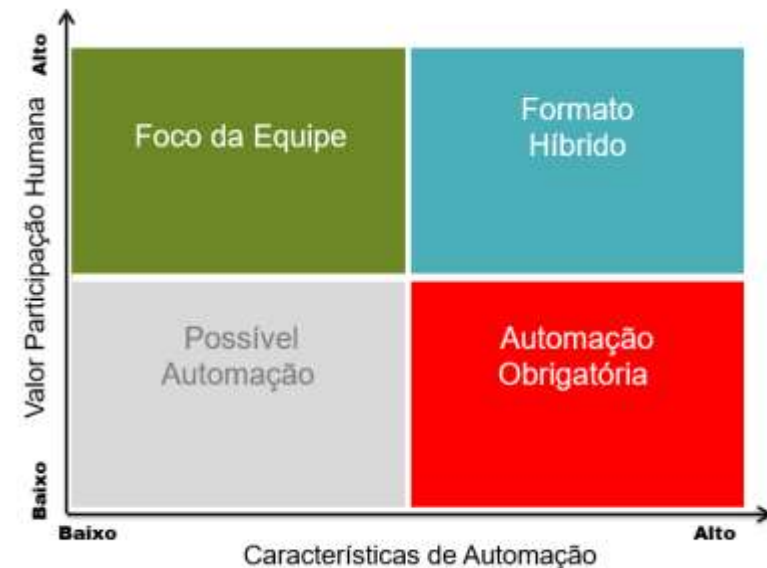 Alto
Valor Participação Humana
Baixo
Foco da Equipe
Formato
Híbrido
Possível
Automação
Automação
Obrigatória
Baixo
Alto
Características de Automação